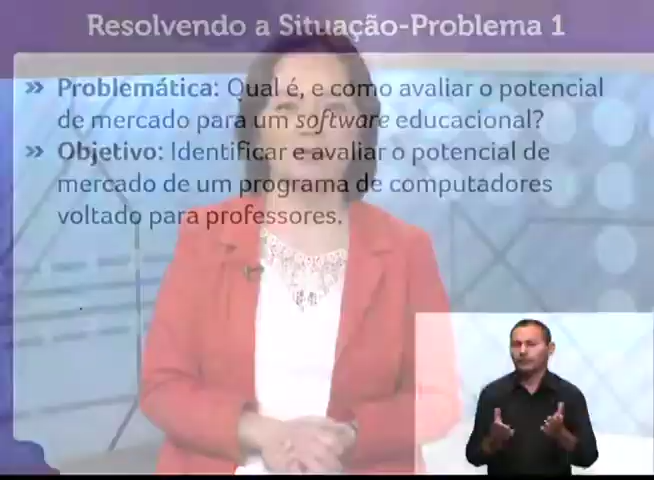 Resolvendo a Situação-Problema 1
» Problemática: Qual é, e como avaliar o potencial
de mercado para um software educacional?
» Objetivo: Identificar e avaliar o potencial de
mercado de um programa de computadores
voltado para professores.